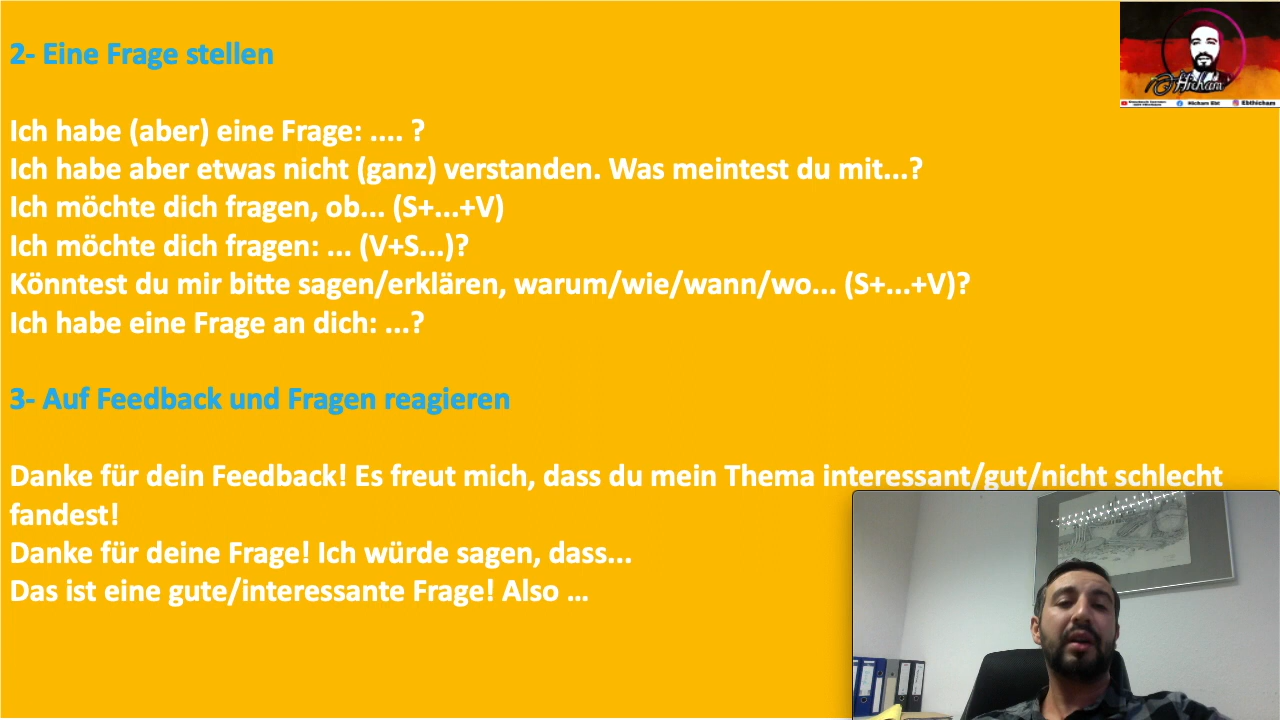 2- Eine Frage stellen
Ich habe (aber) eine Frage: .... ?
Ich habe aber etwas nicht (ganz) verstanden. Was meintest du mit...?
Ich möchte dich fragen, ob... (S+...+V)
Ich möchte dich fragen: ... (V+S...)?
Könntest du mir bitte sagen/erklären, warum/wie/wann/wo... (S+...+V)?
Ich habe eine Frage an dich: ...?
3- Auf Feedback und Fragen reagieren
Danke für dein Feedback! Es freut mich, dass du mein Thema interessant/gut/nicht schlecht
fandest!
Danke für deine Frage! Ich würde sagen, dass...
Das ist eine gute/interessante Frage! Also ...
Hicham
Hicham Ebt
Ebthicham